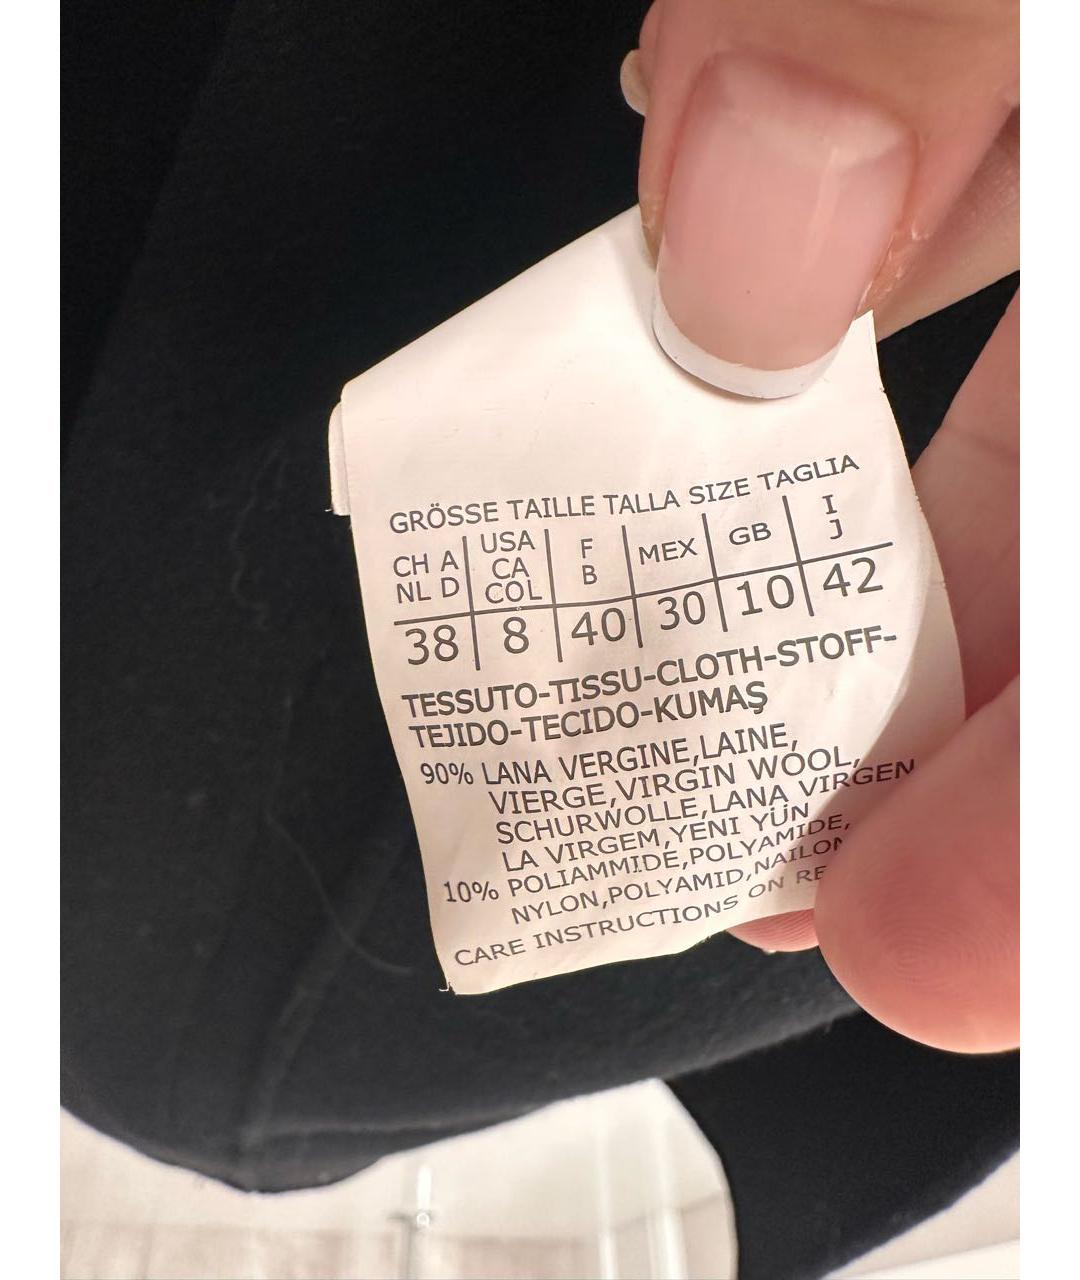 GRÖSSE TAILLE TALLA SIZE TAGLIA
CH A NL D | USA CA COL | F B | MEX | GB | I J
38 | 8 | 40 | 30 | 10 | 42
TESSUTO-TISSU-CLOTH-STOFF-
TEJIDO-TECIDO-KUMAŞ
90% LANA VERGINE,LAINE,
VIERGE,VIRGIN WOOL,
SCHURWOLLE,LANA VIRGEN
LA VIRGEM,YENI YÜN
10% POLIAMMIDE,POLYAMIDE,
NYLON,POLYAMID,NAILON
CARE INSTRUCTIONS ON